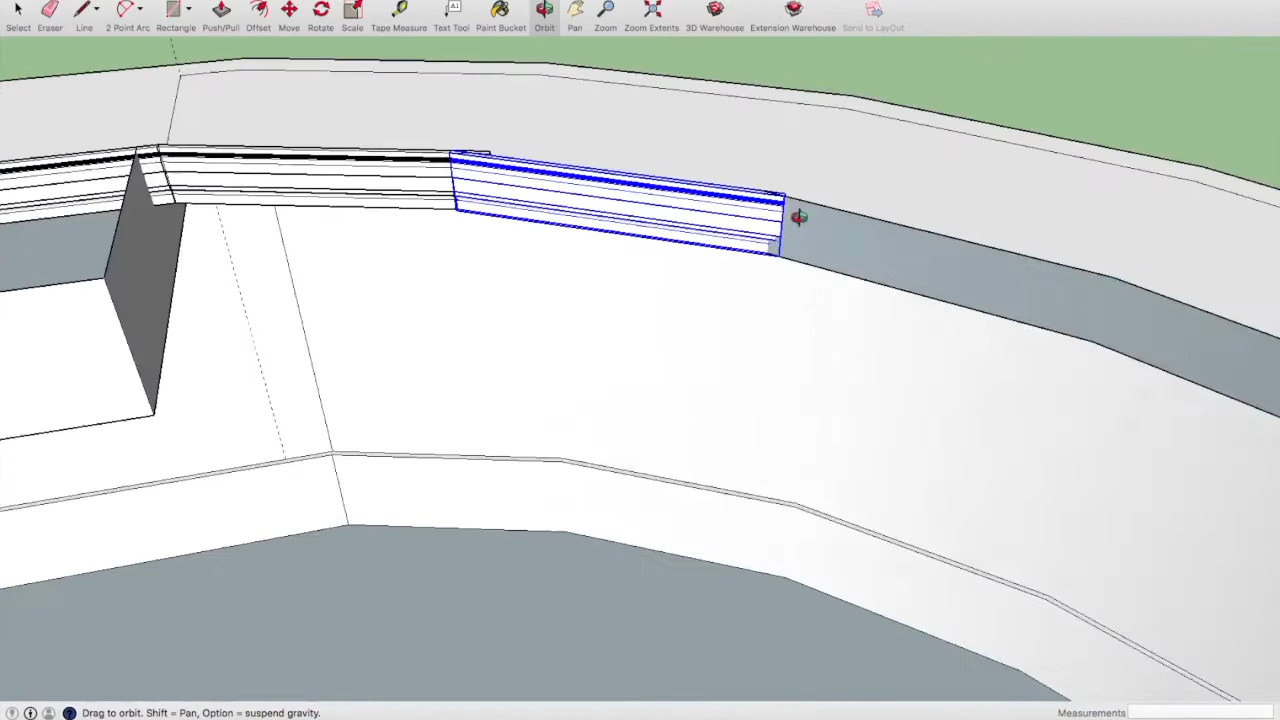 Select Eraser Line 2 Point Arc Rectangle Push/Pull Offset Move Rotate Scale Tape Measure Text Tool Paint Bucket Orbit Pan Zoom Zoom Extents 3D Warehouse Extension Warehouse Send to LayOut
Drag to orbit. Shift = Pan, Option = suspend gravity. Measurements